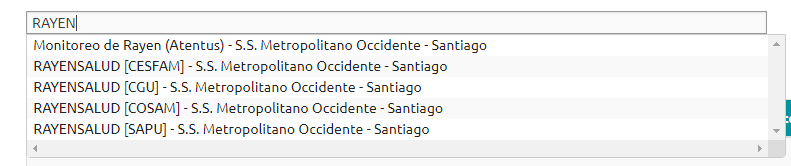 RAYEN
Monitoreo de Rayen (Atentus) - S.S. Metropolitano Occidente - Santiago
RAYENSALUD [CESFAM] - S.S. Metropolitano Occidente - Santiago
RAYENSALUD [CGU] - S.S. Metropolitano Occidente - Santiago
RAYENSALUD [COSAM] - S.S. Metropolitano Occidente - Santiago
RAYENSALUD [SAPU] - S.S. Metropolitano Occidente - Santiago